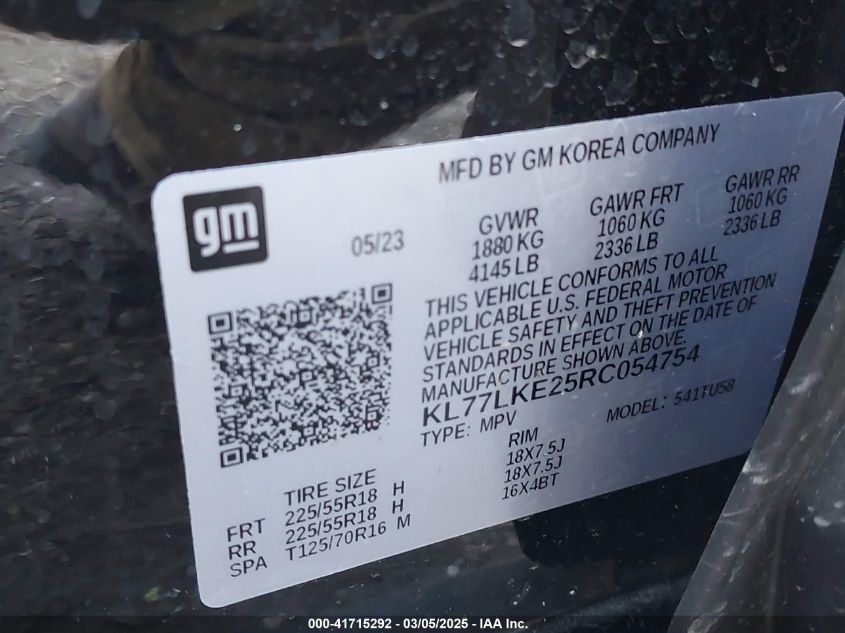 MFD BY GM KOREA COMPANY
gm
05/23
GVWR
1880 KG
4145 LB
GAWR FRT
1060 KG
2336 LB
GAWR RR
1060 KG
2336 LB
THIS VEHICLE CONFORMS TO ALL
APPLICABLE U.S. FEDERAL MOTOR
VEHICLE SAFETY AND THEFT PREVENTION
STANDARDS IN EFFECT ON THE DATE OF
MANUFACTURE SHOWN ABOVE.
KL77LKE25RC054754
TYPE: MPV
MODEL: 541TU58
TIRE SIZE
RIM
FRT 225/55R18 H 18X7.5J
RR 225/55R18 H 18X7.5J
SPA T125/70R16 M 16X4BT
000-41715292 - 03/05/2025 - IAA Inc.